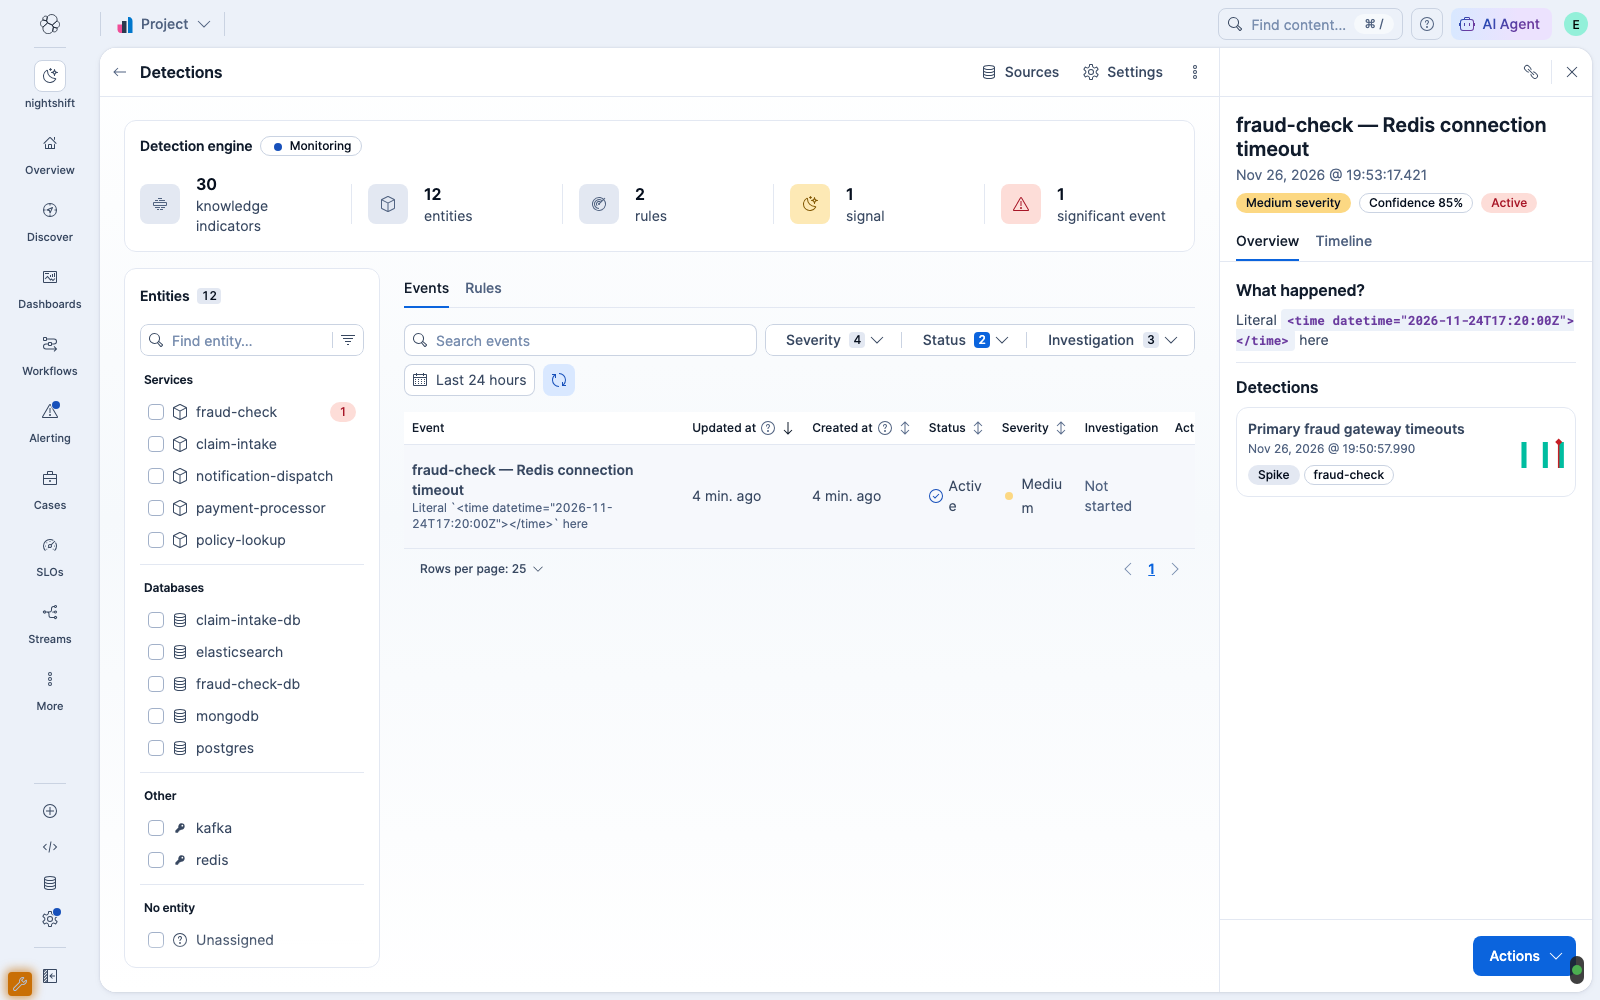 Project
Find content...
⌘ /
AI Agent
E
nightshift
Overview
Discover
Dashboards
Workflows
Alerting
Cases
SLOs
Streams
More
Detections
Sources
Settings
Detection engine
Monitoring
30
knowledge
indicators
12
entities
2
rules
1
signal
1
significant event
Entities 12
Find entity...
Services
fraud-check 1
claim-intake
notification-dispatch
payment-processor
policy-lookup
Databases
claim-intake-db
elasticsearch
fraud-check-db
mongodb
postgres
Other
kafka
redis
No entity
Unassigned
Events Rules
Search events
Severity 4
Status 2
Investigation 3
Last 24 hours
Event Updated at Created at Status Severity Investigation Act
fraud-check — Redis connection
timeout
Literal `<time datetime="2026-11-
24T17:20:00Z"></time>` here
4 min. ago
4 min. ago
Activ
e
Mediu
m
Not
started
Rows per page: 25
1
fraud-check — Redis connection
timeout
Nov 26, 2026 @ 19:53:17.421
Medium severity
Confidence 85%
Active
Overview Timeline
What happened?
Literal <time datetime="2026-11-24T17:20:00Z">
</time> here
Detections
Primary fraud gateway timeouts
Nov 26, 2026 @ 19:50:57.990
Spike
fraud-check
Actions